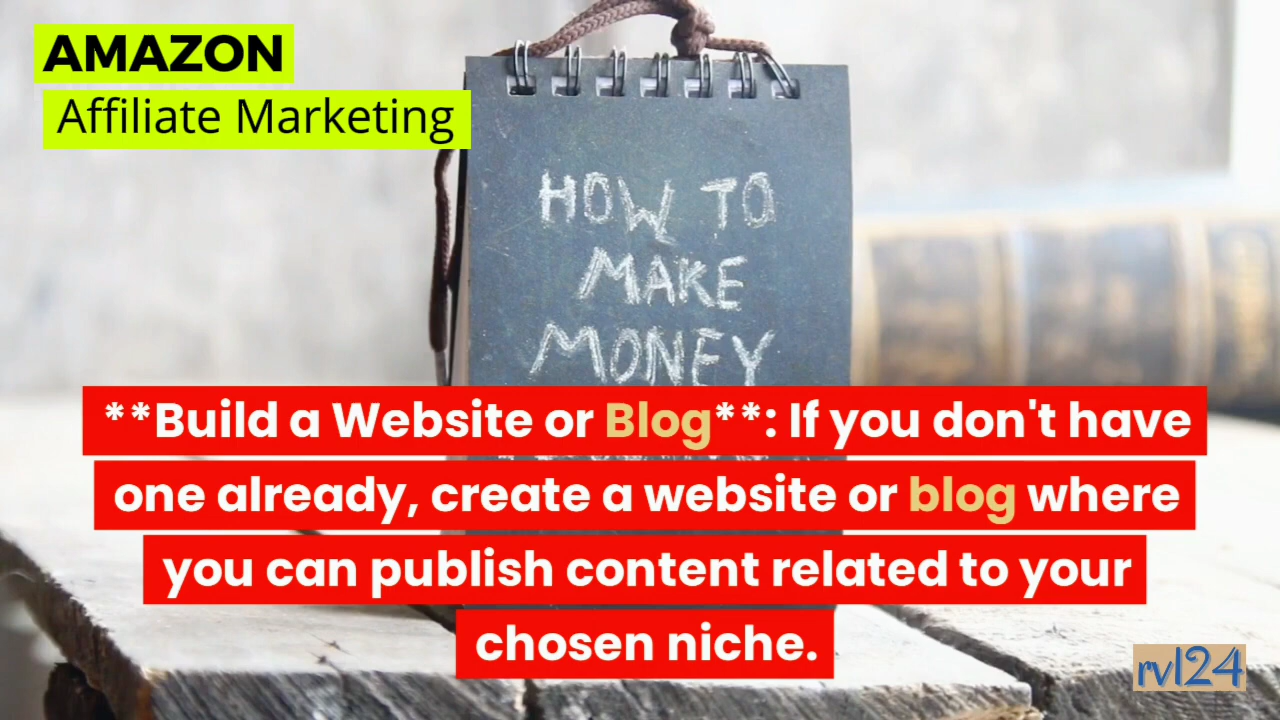 AMAZON
Affiliate Marketing
HOW TO
MAKE
MONEY
**Build a Website or Blog**: If you don't have
one already, create a website or blog where
you can publish content related to your
chosen niche.
rvl24